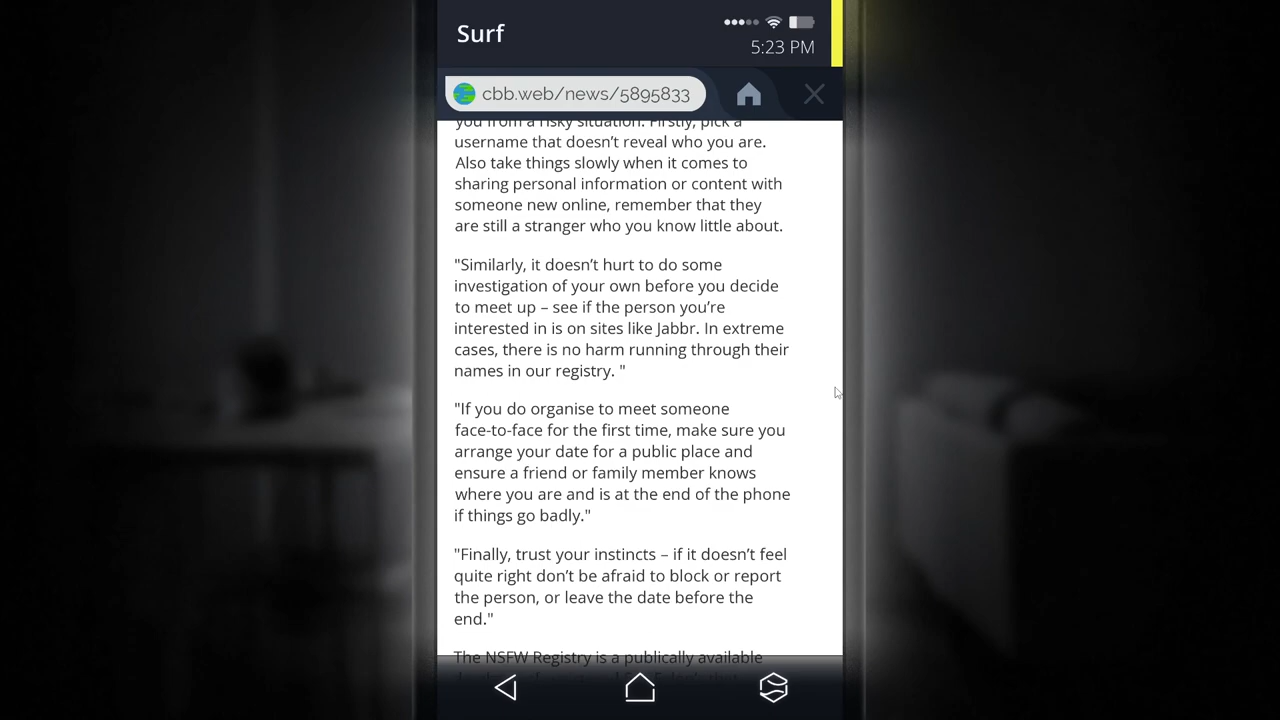 Surf
5:23 PM
cbb.web/news/5895833
you from a risky situation. Firstly, pick a
username that doesn't reveal who you are.
Also take things slowly when it comes to
sharing personal information or content with
someone new online, remember that they
are still a stranger who you know little about.
"Similarly, it doesn't hurt to do some
investigation of your own before you decide
to meet up – see if the person you're
interested in is on sites like Jabbr. In extreme
cases, there is no harm running through their
names in our registry. "
"If you do organise to meet someone
face-to-face for the first time, make sure you
arrange your date for a public place and
ensure a friend or family member knows
where you are and is at the end of the phone
if things go badly."
"Finally, trust your instincts – if it doesn't feel
quite right don't be afraid to block or report
the person, or leave the date before the
end."
The NSFW Registry is a publically available